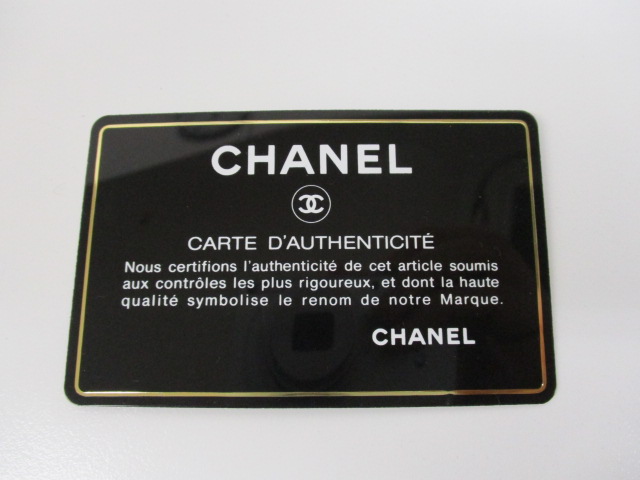 CHANEL
CARTE D'AUTHENTICITÉ
Nous certifions l'authenticité de cet article soumis
aux contrôles les plus rigoureux, et dont la haute
qualité symbolise le renom de notre Marque.
CHANEL